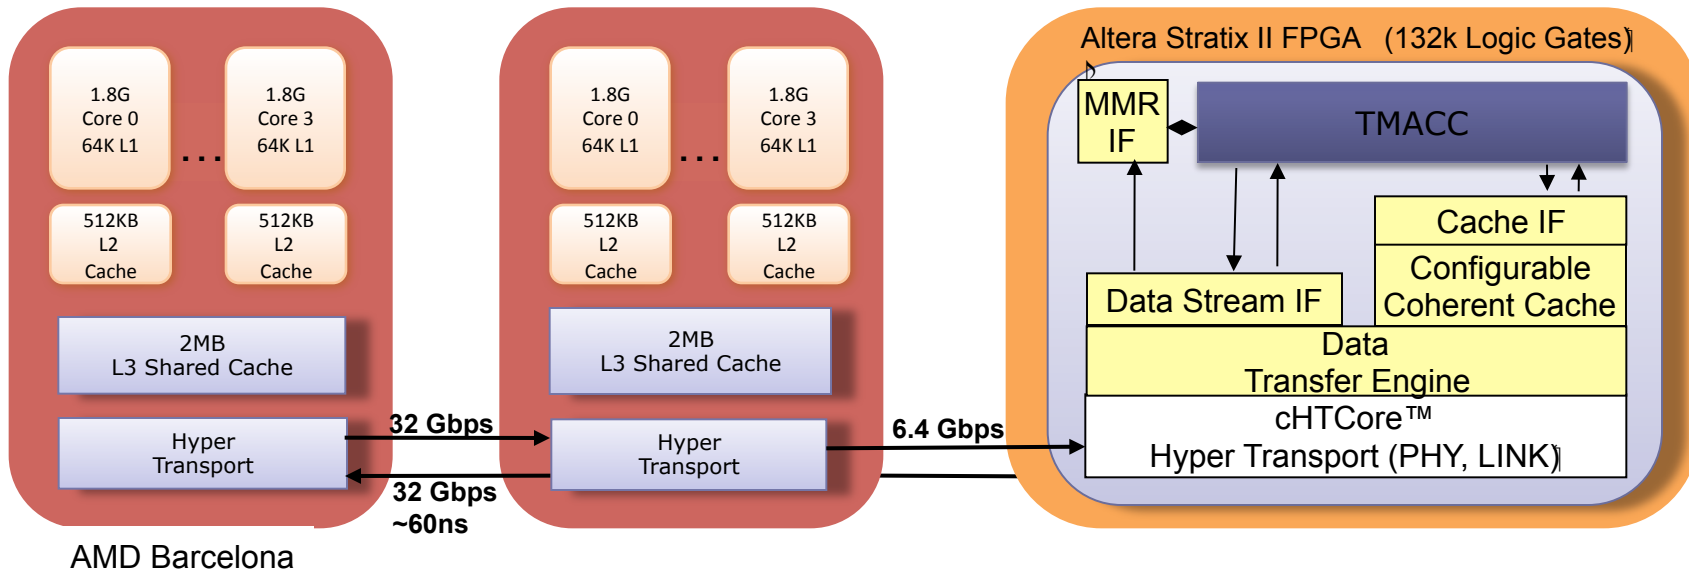 1.8G
Core 0
64K L1
...
1.8G
Core 3
64K L1
512KB
L2
Cache
512KB
L2
Cache
2MB
L3 Shared Cache
Hyper
Transport
AMD Barcelona
32 Gbps
32 Gbps
~60ns
1.8G
Core 0
64K L1
...
1.8G
Core 3
64K L1
512KB
L2
Cache
512KB
L2
Cache
2MB
L3 Shared Cache
Hyper
Transport
6.4 Gbps
Altera Stratix II FPGA (132k Logic Gates)
MMR
IF
TMACC
Cache IF
Configurable
Coherent Cache
Data Stream IF
Data
Transfer Engine
cHTCore™
Hyper Transport (PHY, LINK)